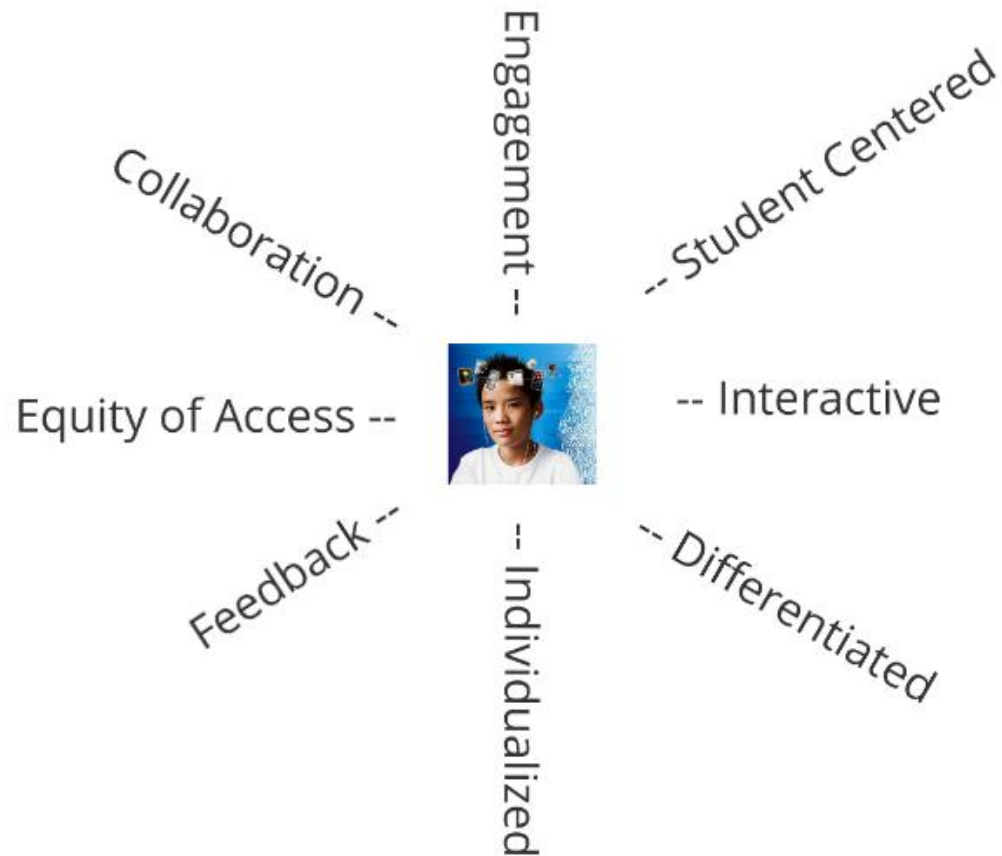 Engagement --
-- Student Centered
Collaboration --
Equity of Access --
-- Interactive
Feedback --
-- Differentiated
-- Individualized